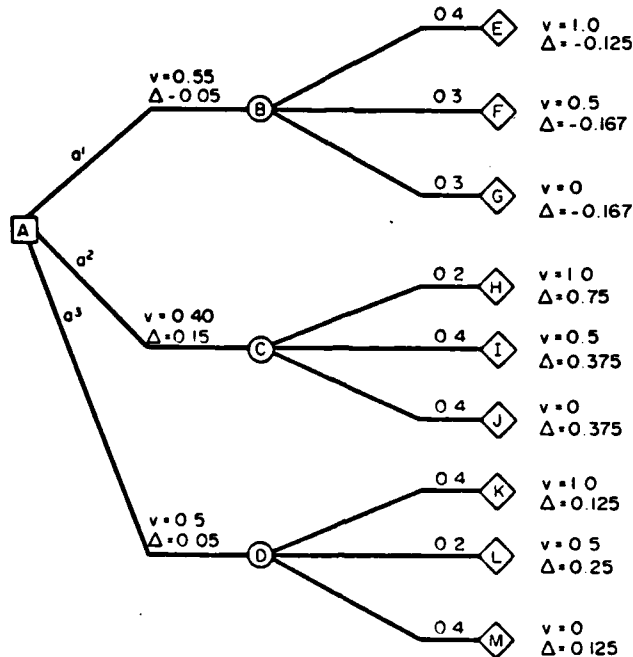 0.4
E
v = 1.0
Δ = -0.125
v = 0.55
Δ - 0 05
B
0 3
F
v = 0.5
Δ = -0.167
a¹
0 3
G
v = 0
Δ = -0.167
A
a²
0 2
H
v = 1 0
Δ = 0.75
a³
v = 0 40
Δ = 0.15
C
0.4
I
v = 0.5
Δ = 0.375
0 4
J
v = 0
Δ = 0.375
0 4
K
v = 1.0
Δ = 0.125
v = 0 5
Δ = 0 05
D
0 2
L
v = 0 5
Δ = 0.25
0 4
M
v = 0
Δ = 0 125